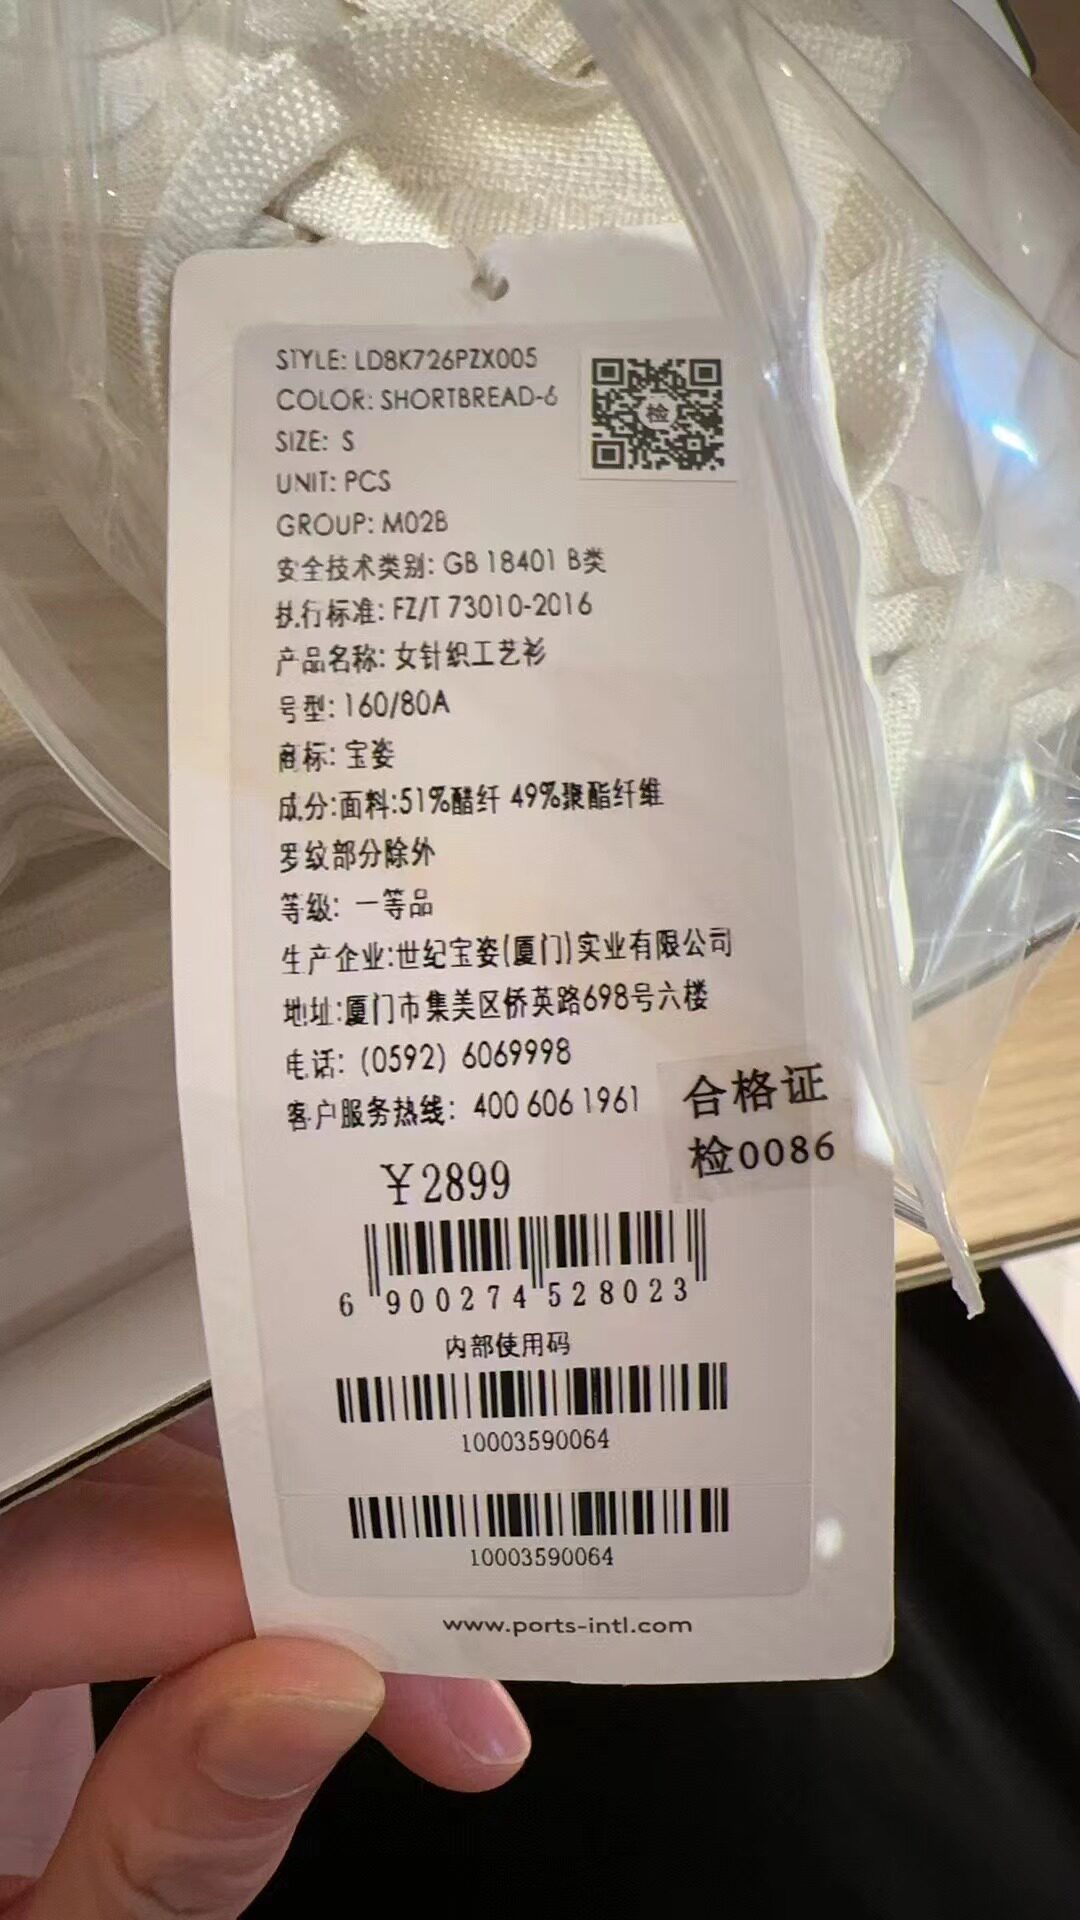 STYLE: LD8K726PZX005
COLOR: SHORTBREAD-6
检
SIZE: S
UNIT: PCS
GROUP: M02B
安全技术类别: GB 18401 B类
执行标准: FZ/T 73010-2016
产品名称: 女针织工艺衫
号型: 160/80A
商标: 宝姿
成分:面料:51%醋纤 49%聚酯纤维
罗纹部分除外
等级: 一等品
生产企业:世纪宝姿(厦门)实业有限公司
地址:厦门市集美区侨英路698号六楼
电话: (0592) 6069998
客户服务热线: 400 606 1961
合格证
检0086
¥2899
6 900274 528023
内部使用码
10003590064
10003590064
www.ports-intl.com